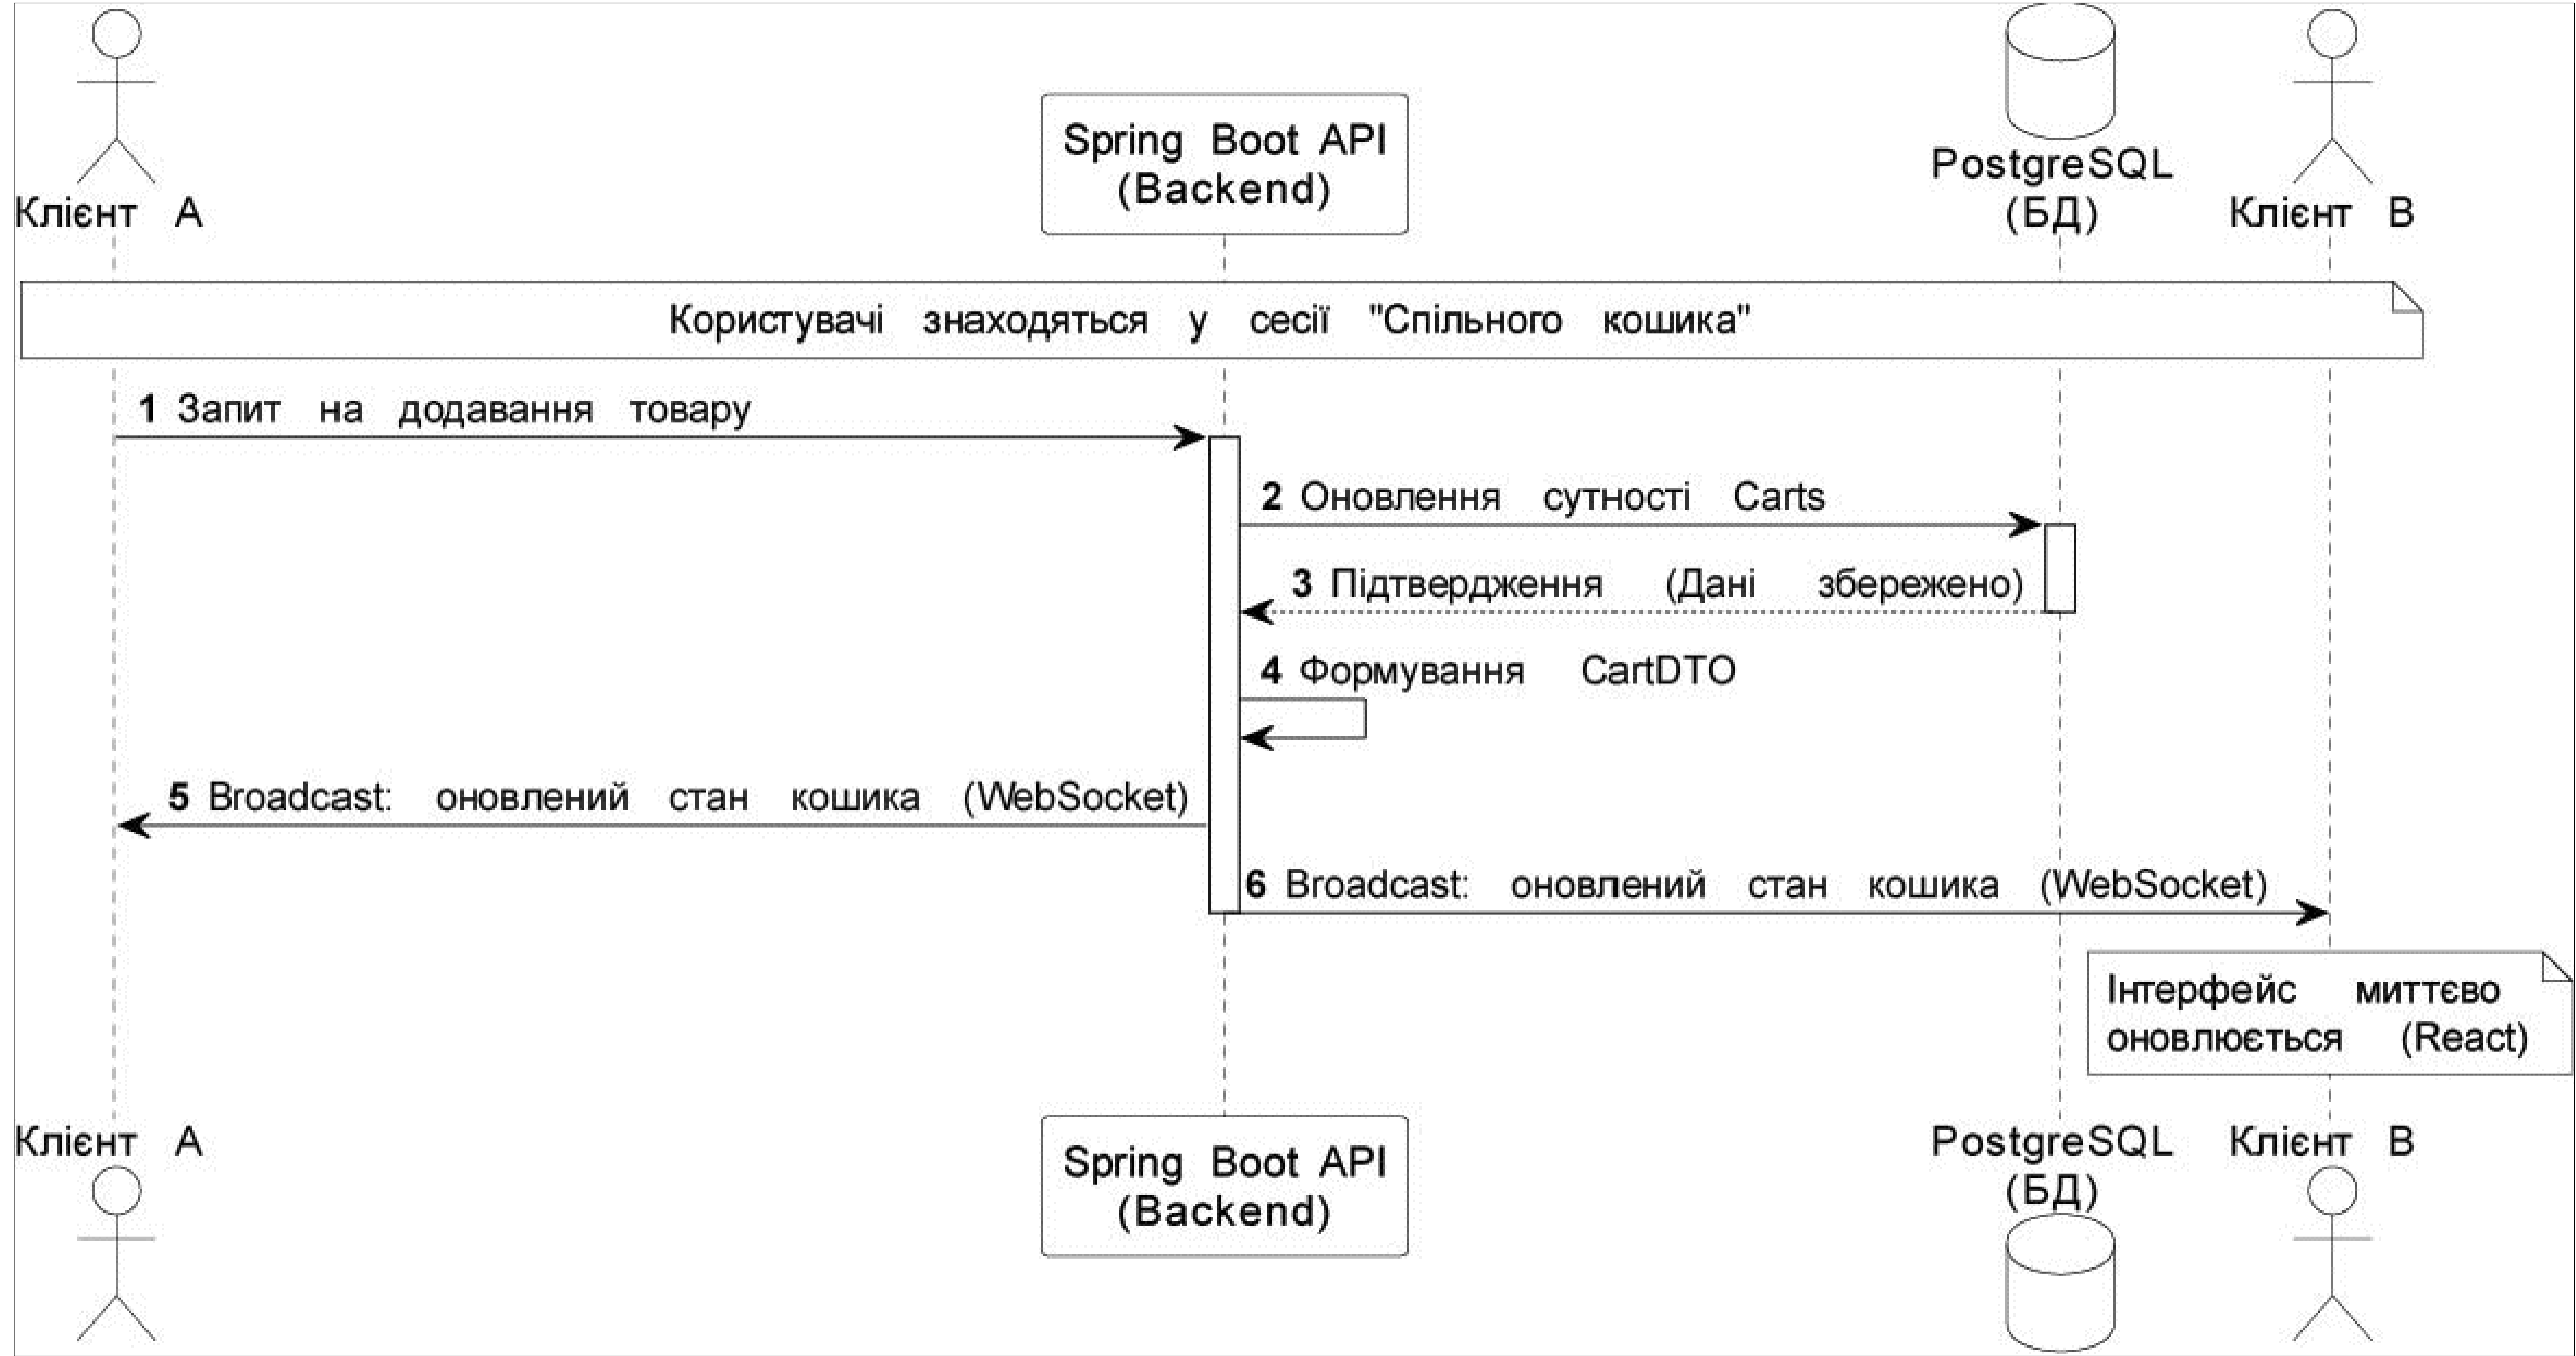 Клієнт A
Spring Boot API
(Backend)
PostgreSQL
(БД)
Клієнт B
Користувачі знаходяться у сесії "Спільного кошика"
1 Запит на додавання товару
2 Оновлення сутності Carts
3 Підтвердження (Дані збережено)
4 Формування CartDTO
5 Broadcast: оновлений стан кошика (WebSocket)
6 Broadcast: оновлений стан кошика (WebSocket)
Інтерфейс миттєво
оновлюється (React)
Клієнт A
Spring Boot API
(Backend)
PostgreSQL
(БД)
Клієнт B